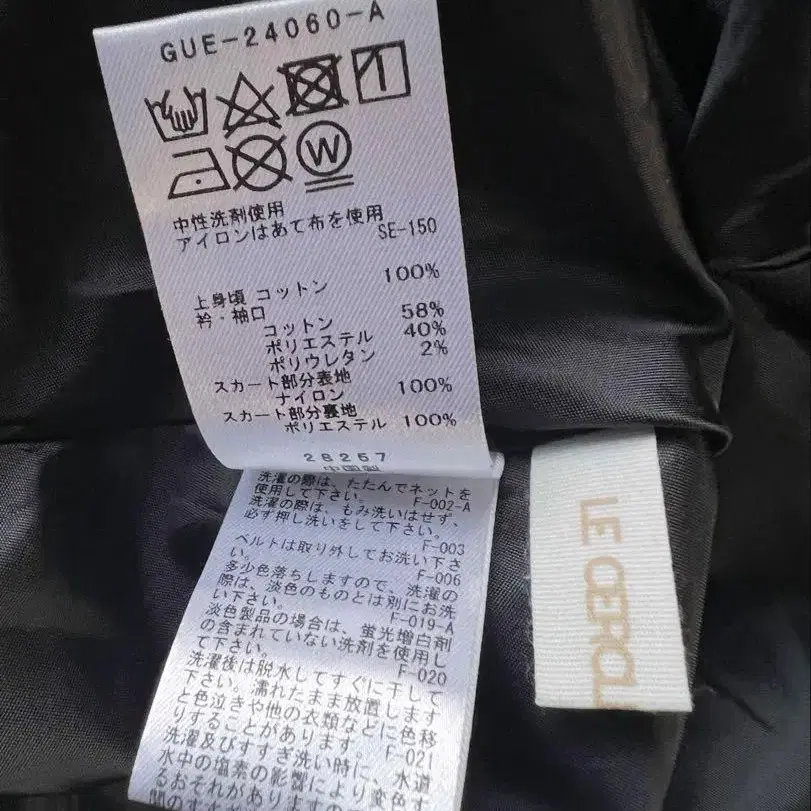 GUE-24060-A
W
中性洗剤使用
アイロンはあて布を使用
SE-150
上身頃 コットン 100%
衿・袖口
コットン 58%
ポリエステル 40%
ポリウレタン 2%
スカート部分表地
ナイロン 100%
スカート部分裏地
ポリエステル 100%
28257
中国製
洗濯の際は、たたんでネットを
使用して下さい。 F-002-A
洗濯の際は、もみ洗いはせず、
必ず押し洗いをして下さい。
F-003
ベルトは取り外してお洗い下さ
い。 F-006
多少色落ちしますので、洗濯の
際は、淡色のものとは別にお洗
い下さい。 F-019-A
淡色製品の場合は、蛍光増白剤
の含まれていない洗剤を使用し
て下さい。 F-020
洗濯後は脱水してすぐに干して
下さい。濡れたまま放置します
と色泣きや他の衣類などに色移
りすることがあります。 F-021
洗濯及びすすぎ洗い時に、水道
水中の塩素の影響により変色す
るおそれがありますの
LE CERCL